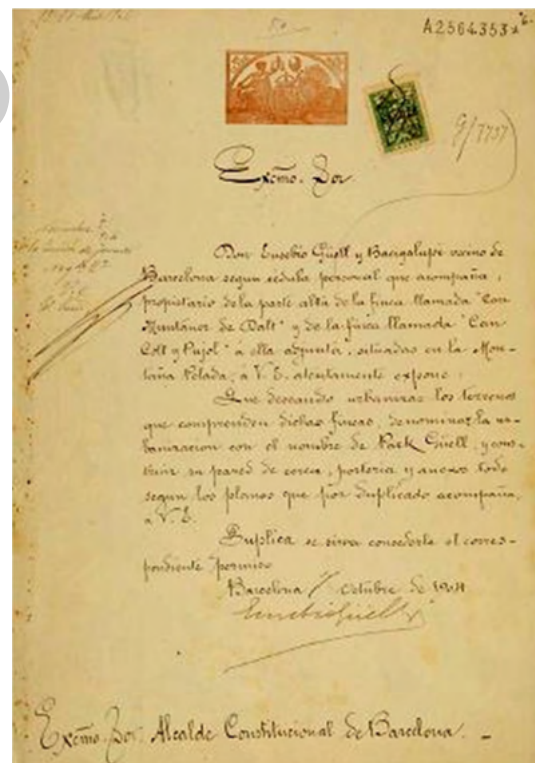 A2564353
G/7737
Excmo. Sor
Don Eusebio Güell y Bacigalupi vecino de
Barcelona segun cedula personal que acompaña,
propietario de la parte alta de la finca llamada "Can
Muntaner de Dalt" y de la finca llamada "Can
Coll y Pujol" á ella adjunta, situadas en la Mon-
taña Pelada, á V. E. atentamente expone:
Que deseando urbanizar los terrenos
que comprenden dichas fincas, denominar la ur-
banizacion con el nombre de Park Güell, y cons-
truir su pared de cerca, porteria y anexos todo
segun los planos que por duplicado acompaña,
á V. E.
Suplica se sirva concederle el corres-
pondiente permiso
Barcelona Octubre de 1904
Eusebio Güell
Excmo. Sor. Alcalde Constitucional de Barcelona. -